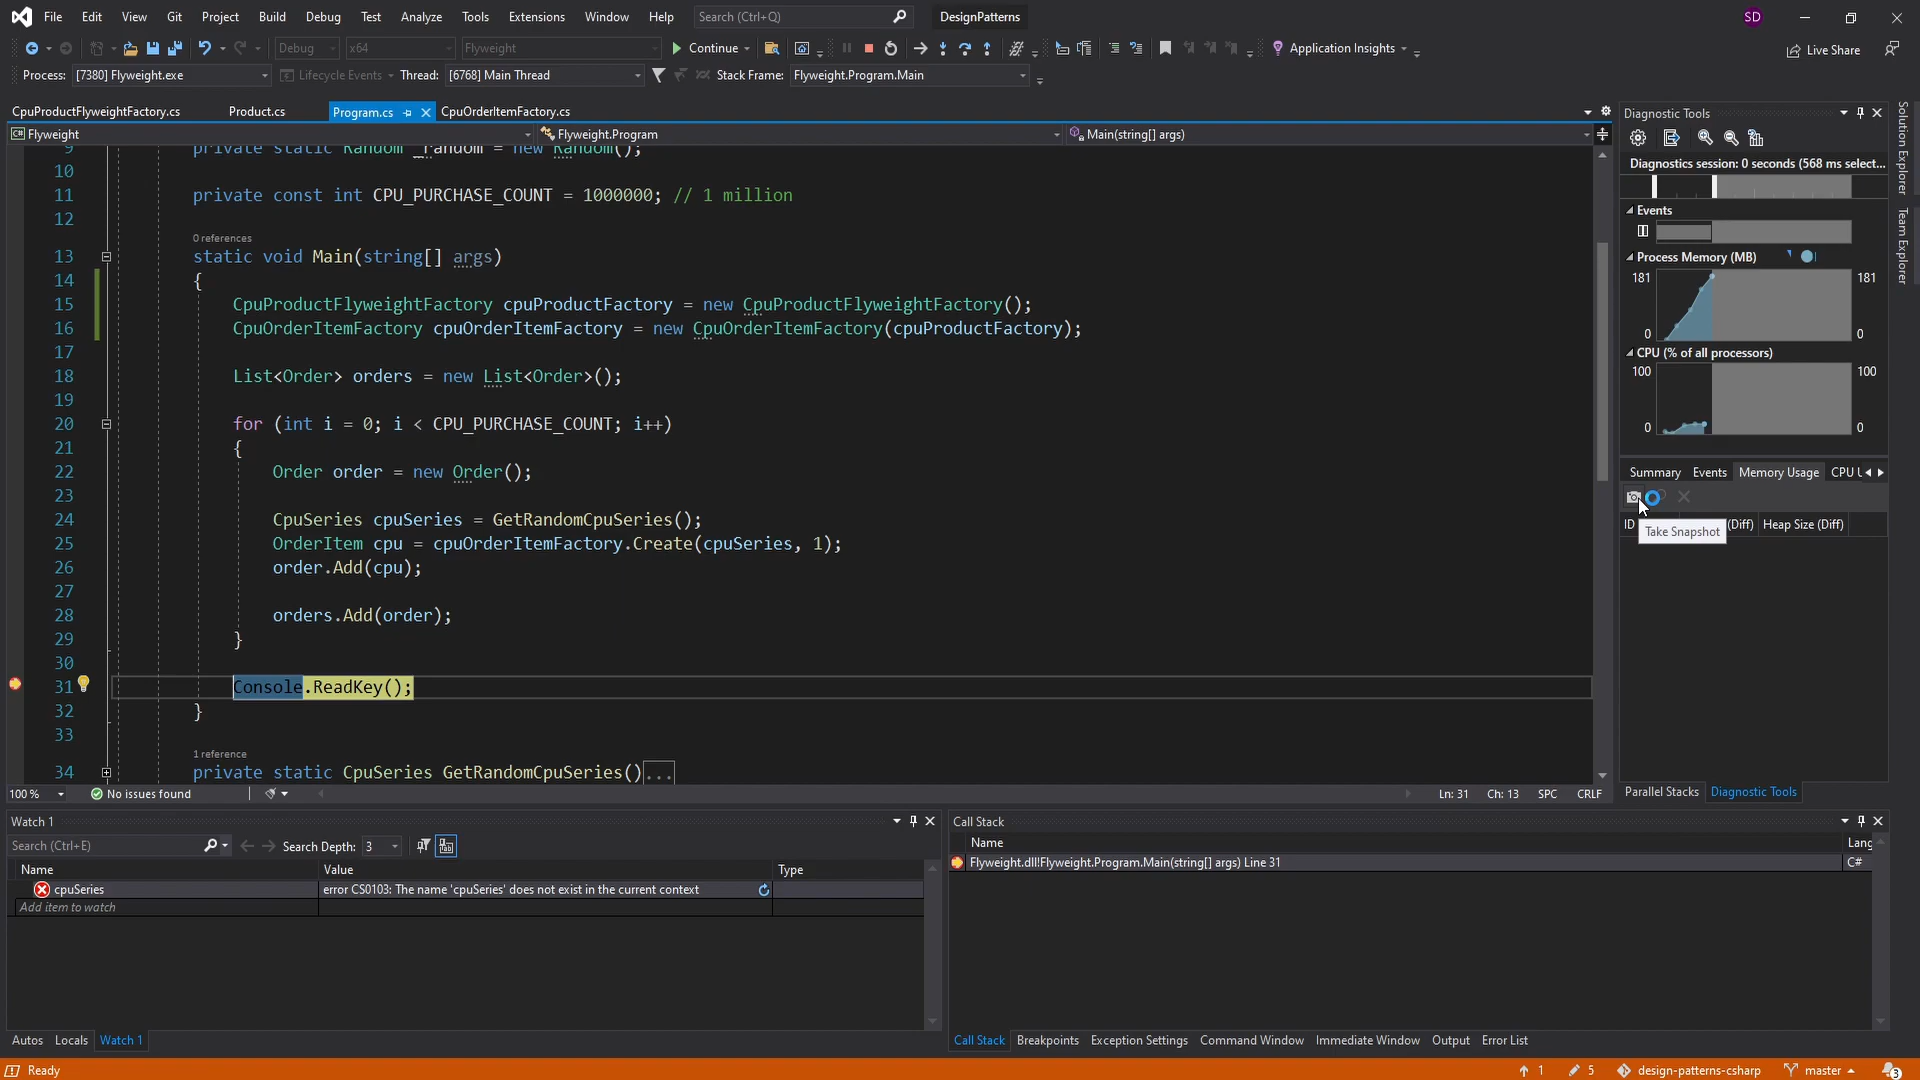 File Edit View Git Project Build Debug Test Analyze Tools Extensions Window Help Search (Ctrl+Q) DesignPatterns SD
Debug x64 Flyweight Continue Application Insights Live Share
Process: [7380] Flyweight.exe Lifecycle Events Thread: [6768] Main Thread Stack Frame: Flyweight.Program.Main
CpuProductFlyweightFactory.cs Product.cs Program.cs CpuOrderItemFactory.cs
Flyweight Flyweight.Program Main(string[] args)
9 private static Random _random = new Random();
10
11 private const int CPU_PURCHASE_COUNT = 1000000; // 1 million
12
0 references
13 static void Main(string[] args)
14 {
15 CpuProductFlyweightFactory cpuProductFactory = new CpuProductFlyweightFactory();
16 CpuOrderItemFactory cpuOrderItemFactory = new CpuOrderItemFactory(cpuProductFactory);
17
18 List<Order> orders = new List<Order>();
19
20 for (int i = 0; i < CPU_PURCHASE_COUNT; i++)
21 {
22 Order order = new Order();
23
24 CpuSeries cpuSeries = GetRandomCpuSeries();
25 OrderItem cpu = cpuOrderItemFactory.Create(cpuSeries, 1);
26 order.Add(cpu);
27
28 orders.Add(order);
29 }
30
31 Console.ReadKey();
32 }
33
1 reference
34 private static CpuSeries GetRandomCpuSeries()...
100 % No issues found Ln: 31 Ch: 13 SPC CRLF
Diagnostic Tools
Diagnostics session: 0 seconds (568 ms select...
Events
Process Memory (MB)
181 181
0 0
CPU (% of all processors)
100 100
0 0
Summary Events Memory Usage CPU U
ID (Diff) Heap Size (Diff)
Take Snapshot
Parallel Stacks Diagnostic Tools
Solution Explorer
Team Explorer
Watch 1
Search (Ctrl+E) Search Depth: 3
Name Value Type
cpuSeries error CS0103: The name 'cpuSeries' does not exist in the current context
Add item to watch
Autos Locals Watch 1
Call Stack
Name Lang
Flyweight.dll!Flyweight.Program.Main(string[] args) Line 31 C#
Call Stack Breakpoints Exception Settings Command Window Immediate Window Output Error List
Ready 1 5 design-patterns-csharp master 3